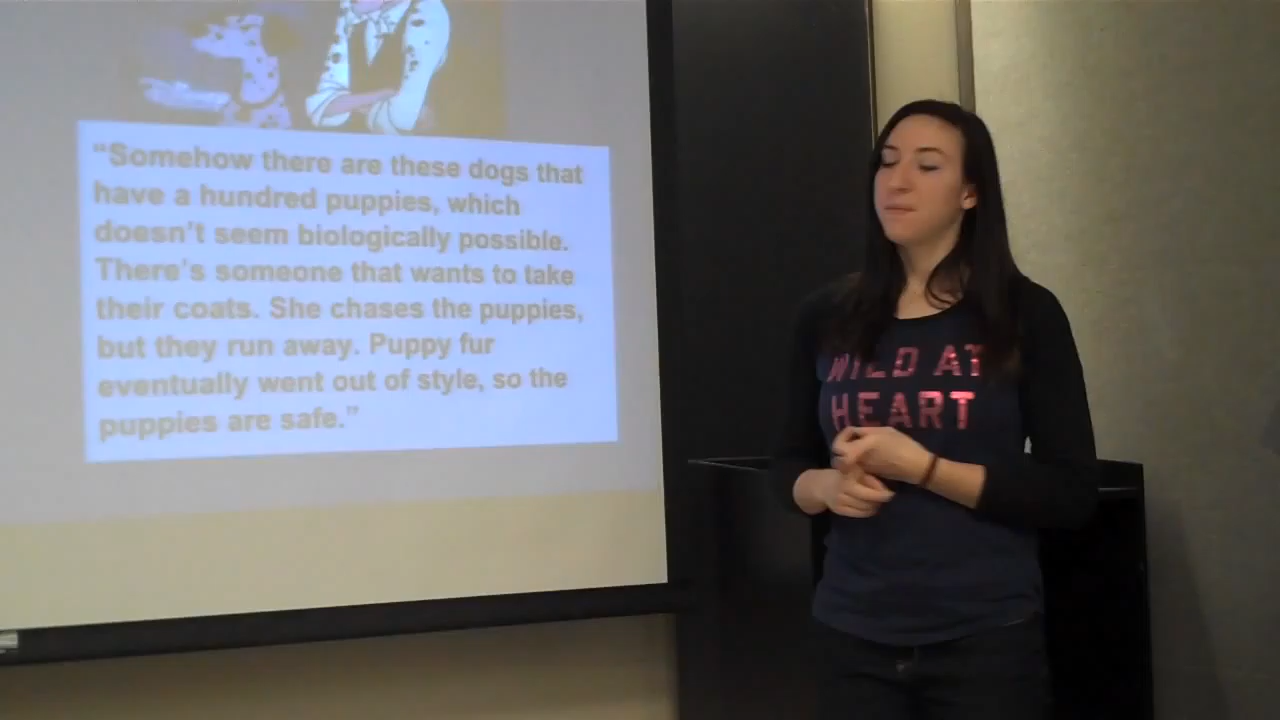 “Somehow there are these dogs that
have a hundred puppies, which
doesn’t seem biologically possible.
There’s someone that wants to take
their coats. She chases the puppies,
but they run away. Puppy fur
eventually went out of style, so the
puppies are safe.”
WILD AT
HEART